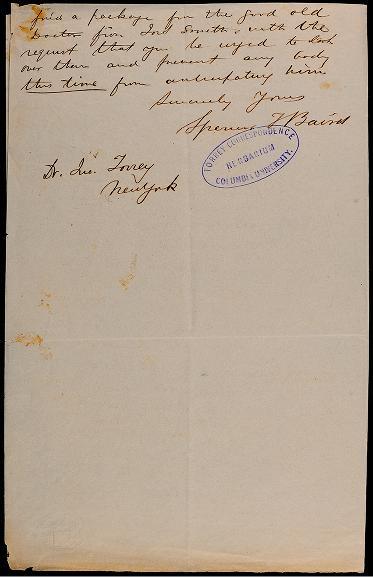 find a package for the good old
Doctor from Jno Smith, with the
request that you be urged to look
over them and prevent any body
this time from anticipating him
Sincerely Yours
Spencer F Baird
Dr. Jno. Torrey
New York
TORREY CORRESPONDENCE
HERBARIUM
COLUMBIA UNIVERSITY.